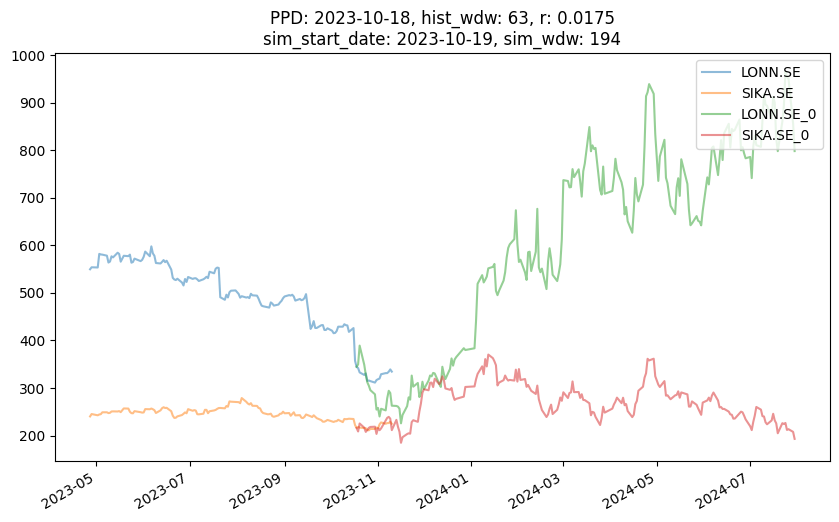 PPD: 2023-10-18, hist_wdw: 63, r: 0.0175
sim_start_date: 2023-10-19, sim_wdw: 194
1000
900
800
700
600
500
400
300
200
LONN.SE
SIKA.SE
LONN.SE_0
SIKA.SE_0
2023-05
2023-07
2023-09
2023-11
2024-01
2024-03
2024-05
2024-07